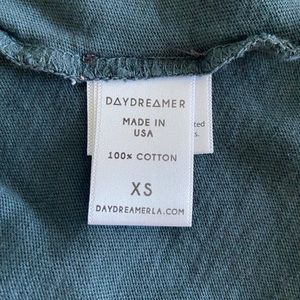 DAYDREAMER
MADE IN
USA
100% COTTON
XS
DAYDREAMERLA.COM